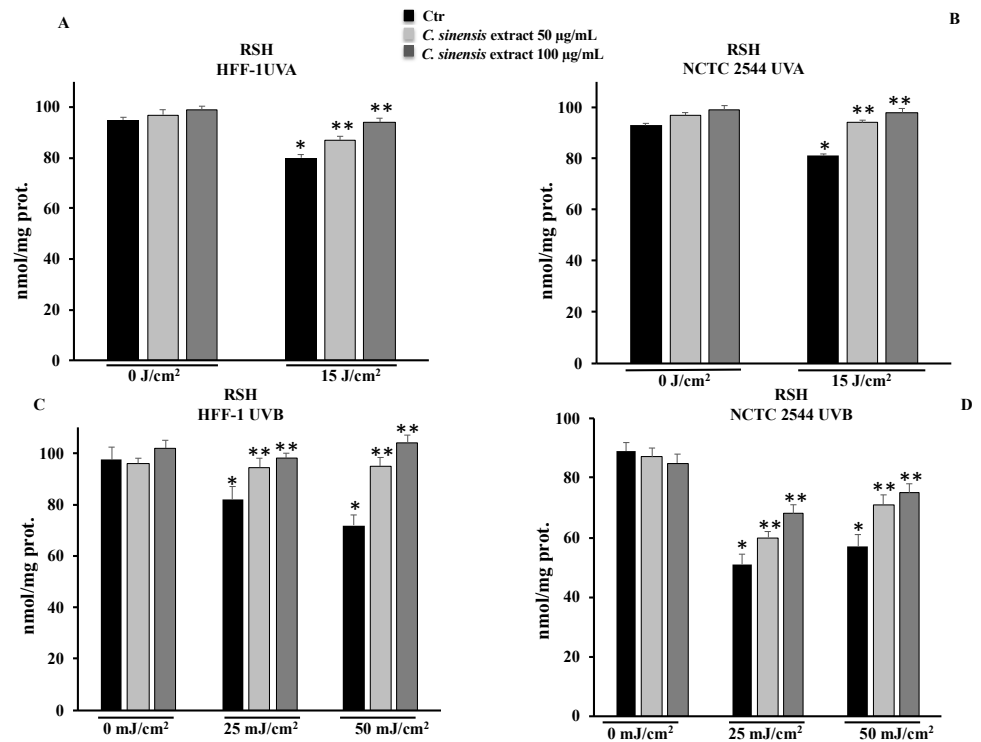 A
B
Ctr
C. sinensis extract 50 µg/mL
C. sinensis extract 100 µg/mL
RSH
HFF-1UVA
nmol/mg prot.
100
80
60
40
20
0
*
**
**
0 J/cm²
15 J/cm²
RSH
NCTC 2544 UVA
nmol/mg prot.
100
80
60
40
20
0
*
**
**
0 J/cm²
15 J/cm²
C
RSH
HFF-1 UVB
nmol/mg prot.
100
80
60
40
20
0
*
**
**
*
**
**
0 mJ/cm²
25 mJ/cm²
50 mJ/cm²
D
RSH
NCTC 2544 UVB
nmol/mg prot.
100
80
60
40
20
0
*
**
**
*
**
**
0 mJ/cm²
25 mJ/cm²
50 mJ/cm²